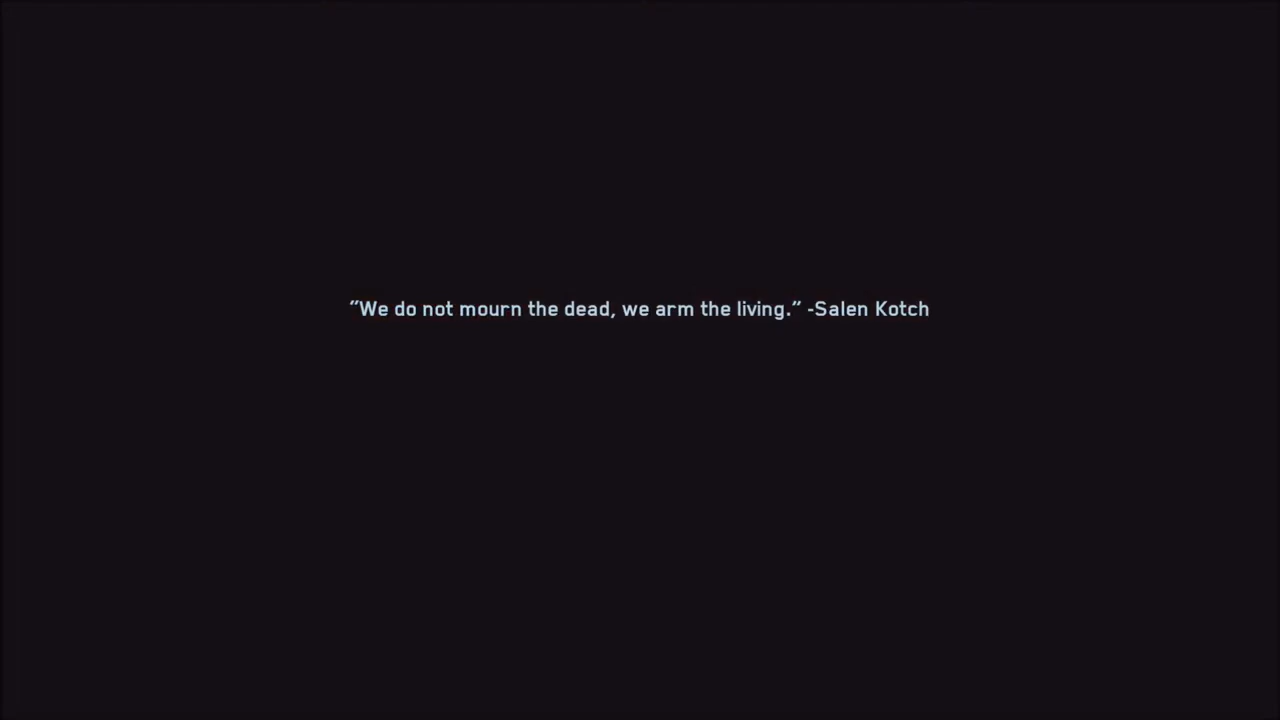 “We do not mourn the dead, we arm the living.” -Salen Kotch